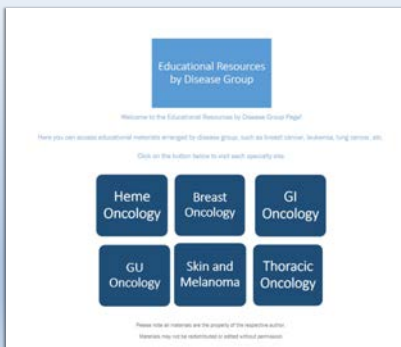 Educational Resources
by Disease Group
Welcome to the Educational Resources by Disease Group Page!
Here you can access educational materials arranged by disease group, such as breast cancer, leukemia, lung cancer, etc.
Click on the button below to visit each specialty site.
Heme
Oncology
Breast
Oncology
GI
Oncology
GU
Oncology
Skin and
Melanoma
Thoracic
Oncology
Please note all materials are the property of the respective author.
Materials may not be redistributed or edited without permission.